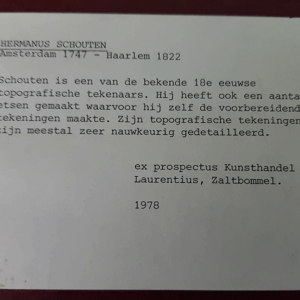 HERMANUS SCHOUTEN
Amsterdam 1747 - Haarlem 1822
Schouten is een van de bekende 18e eeuwse
topografische tekenaars. Hij heeft ook een aanta
etsen gemaakt waarvoor hij zelf de voorbereidend
tekeningen maakte. Zijn topografische tekeningen
zijn meestal zeer nauwkeurig gedetailleerd.
ex prospectus Kunsthandel
Laurentius, Zaltbommel.
1978